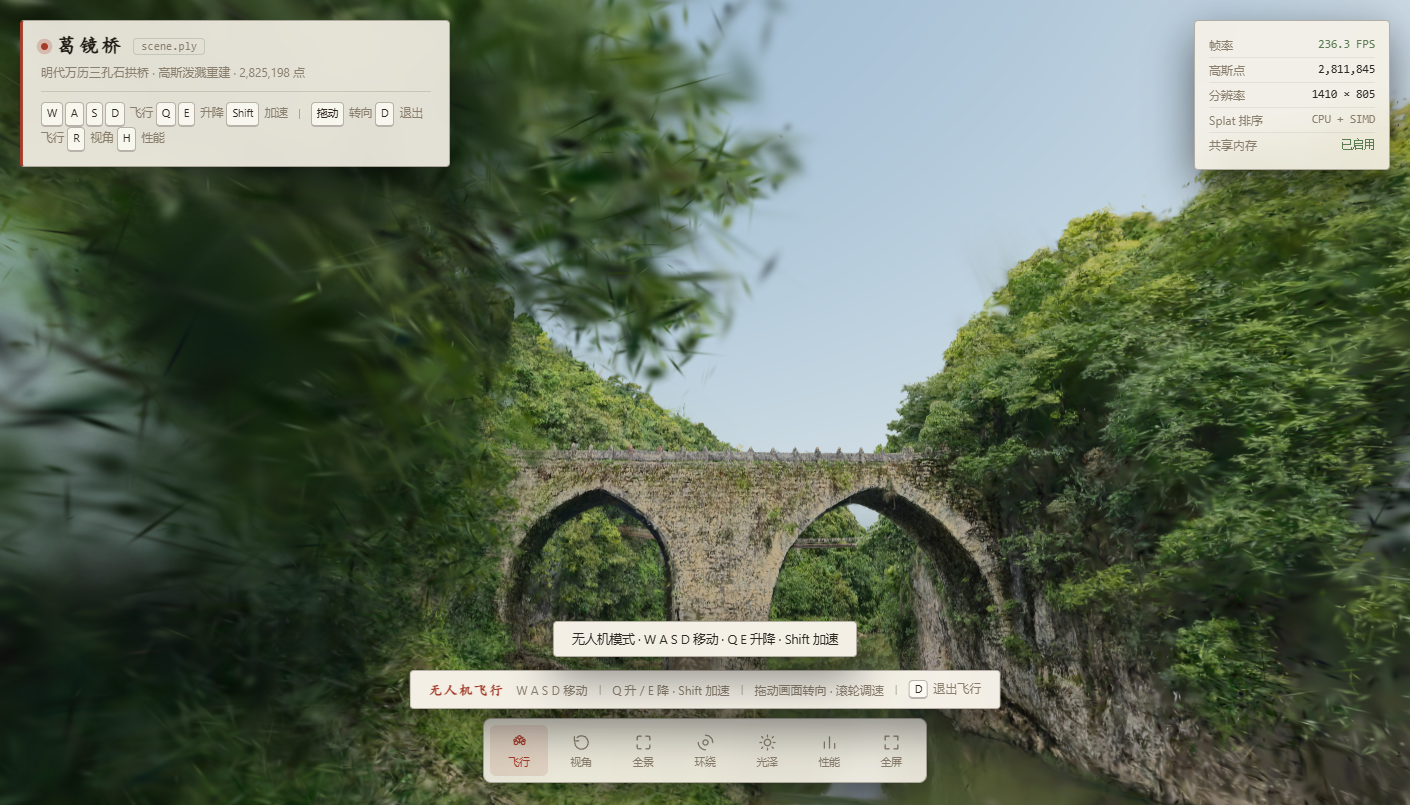 葛镜桥 scene.ply
明代万历三孔石拱桥 · 高斯泼溅重建 · 2,825,198 点
W A S D 飞行 Q E 升降 Shift 加速 | 拖动 转向 D 退出
飞行 R 视角 H 性能
帧率 236.3 FPS
高斯点 2,811,845
分辨率 1410 × 805
Splat 排序 CPU + SIMD
共享内存 已启用
无人机模式 · W A S D 移动 · Q E 升降 · Shift 加速
无人机飞行 W A S D 移动 | Q 升 / E 降 · Shift 加速 | 拖动画面转向 · 滚轮调速 | D 退出飞行
飞行 视角 全景 环绕 光泽 性能 全屏